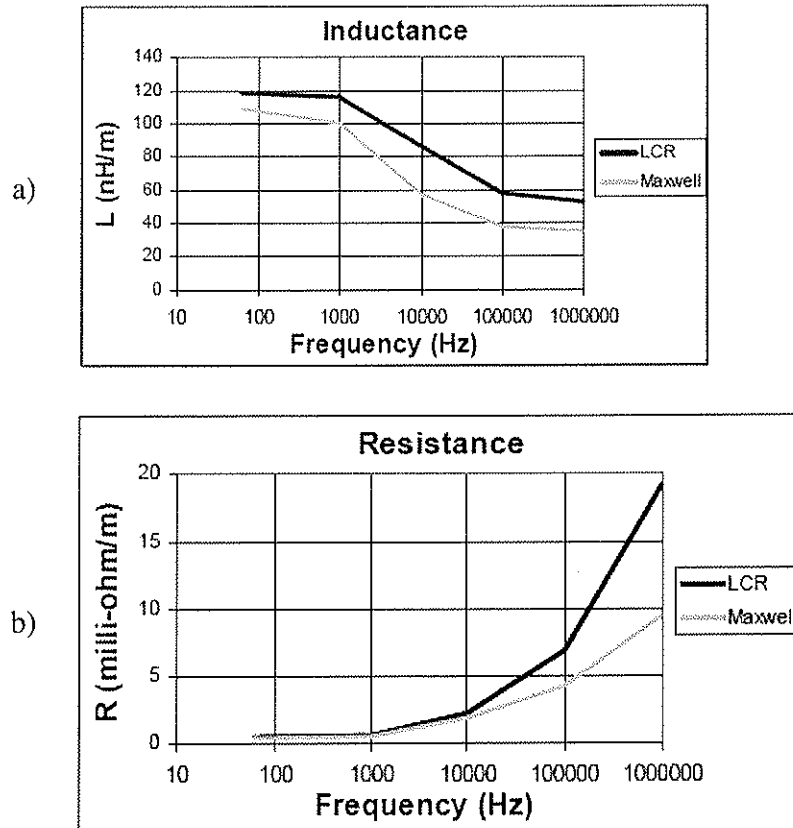 a)
Inductance
L (nH/m)
140
120
100
80
60
40
20
0
10 100 1000 10000 100000 1000000
Frequency (Hz)
LCR
Maxwell
b)
Resistance
R (milli-ohm/m)
20
15
10
5
0
10 100 1000 10000 100000 1000000
Frequency (Hz)
LCR
Maxwell